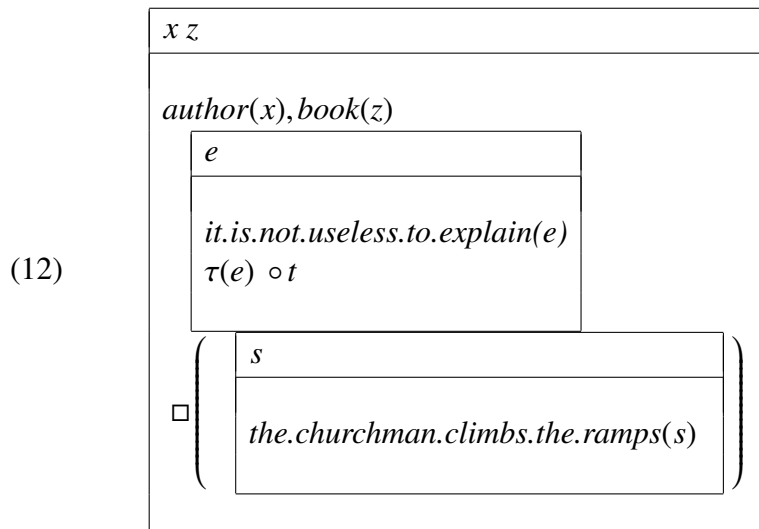 x z
author(x),book(z)
e
it.is.not.useless.to.explain(e)
(12)
τ(e) ∘ t
s
□( the.churchman.climbs.the.ramps(s) )